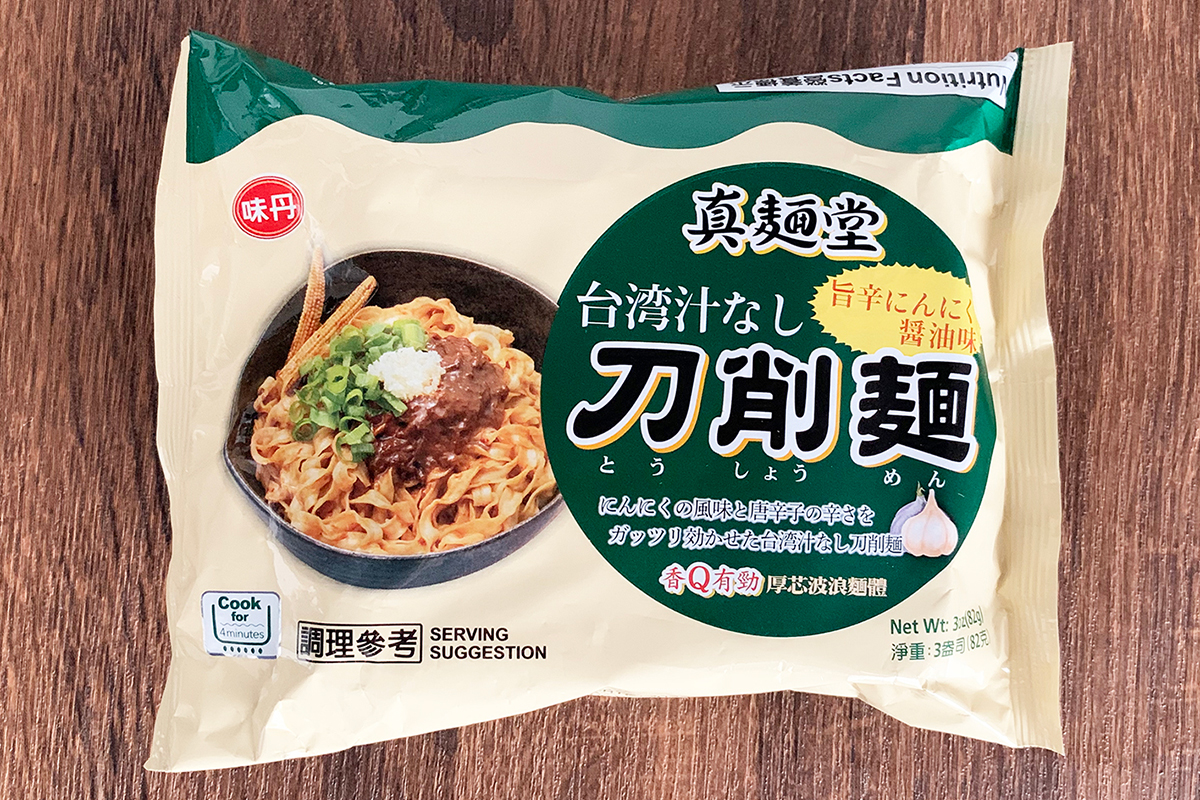 Nutrition Facts營養標示
味丹
真麵堂
台湾汁なし
旨辛にんにく
醤油味
刀削麺
とうしょうめん
にんにくの風味と唐辛子の辛さを
ガッツリ効かせた台湾汁なし刀削麺
香Q有勁 厚芯波浪麵體
Cook
for
4minutes
調理參考
SERVING
SUGGESTION
Net Wt: 3oz(82g)
淨重:3盎司(82克)